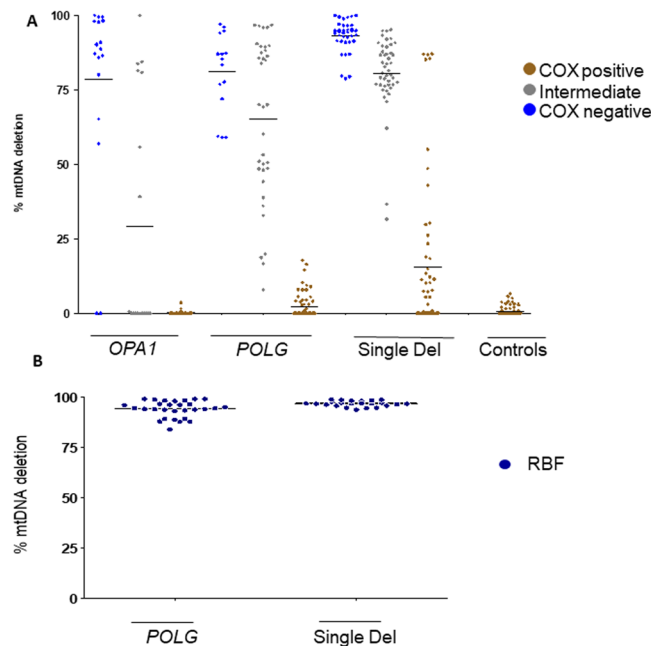 A
100
75
50
25
0
% mtDNA deletion
COX positive
Intermediate
COX negative
OPA1
POLG
Single Del
Controls
B
100
75
50
25
0
% mtDNA deletion
RBF
POLG
Single Del